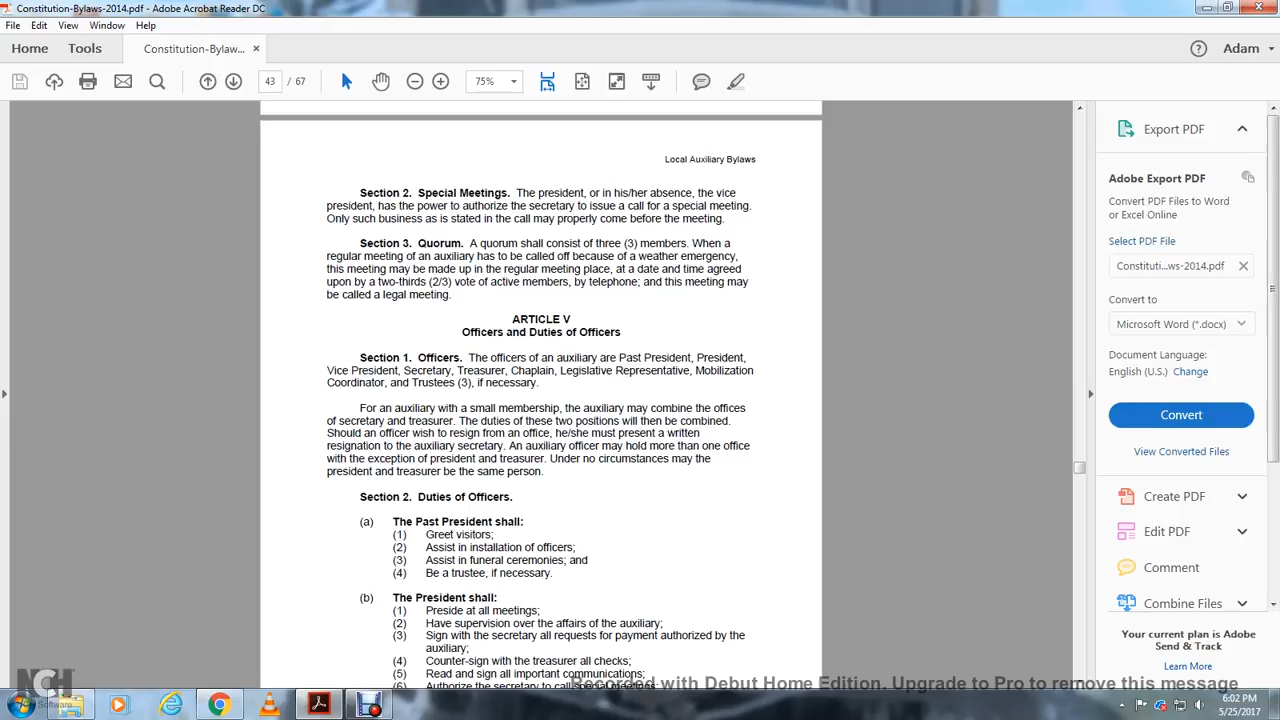 Constitution-Bylaws-2014.pdf - Adobe Acrobat Reader DC
File Edit View Window Help
Home Tools Constitution-Bylaw... × Adam
43 / 67 75%
Local Auxiliary Bylaws
Section 2. Special Meetings. The president, or in his/her absence, the vice
president, has the power to authorize the secretary to issue a call for a special meeting.
Only such business as is stated in the call may properly come before the meeting.
Section 3. Quorum. A quorum shall consist of three (3) members. When a
regular meeting of an auxiliary has to be called off because of a weather emergency,
this meeting may be made up in the regular meeting place, at a date and time agreed
upon by a two-thirds (2/3) vote of active members, by telephone; and this meeting may
be called a legal meeting.
ARTICLE V
Officers and Duties of Officers
Section 1. Officers. The officers of an auxiliary are Past President, President,
Vice President, Secretary, Treasurer, Chaplain, Legislative Representative, Mobilization
Coordinator, and Trustees (3), if necessary.
For an auxiliary with a small membership, the auxiliary may combine the offices
of secretary and treasurer. The duties of these two positions will then be combined.
Should an officer wish to resign from an office, he/she must present a written
resignation to the auxiliary secretary. An auxiliary officer may hold more than one office
with the exception of president and treasurer. Under no circumstances may the
president and treasurer be the same person.
Section 2. Duties of Officers.
(a) The Past President shall:
(1) Greet visitors;
(2) Assist in installation of officers;
(3) Assist in funeral ceremonies; and
(4) Be a trustee, if necessary.
(b) The President shall:
(1) Preside at all meetings;
(2) Have supervision over the affairs of the auxiliary;
(3) Sign with the secretary all requests for payment authorized by the
auxiliary;
(4) Counter-sign with the treasurer all checks;
(5) Read and sign all important communications;
(6) Authorize the secretary to call special meetings
Export PDF
Adobe Export PDF
Convert PDF Files to Word
or Excel Online
Select PDF File
Constituti...ws-2014.pdf
Convert to
Microsoft Word (*.docx)
Document Language:
English (U.S.) Change
Convert
View Converted Files
Create PDF
Edit PDF
Comment
Combine Files
Your current plan is Adobe
Send & Track
Learn More
Recorded with Debut Home Edition. Upgrade to Pro to remove this message
NCH
Software
6:02 PM
5/25/2017